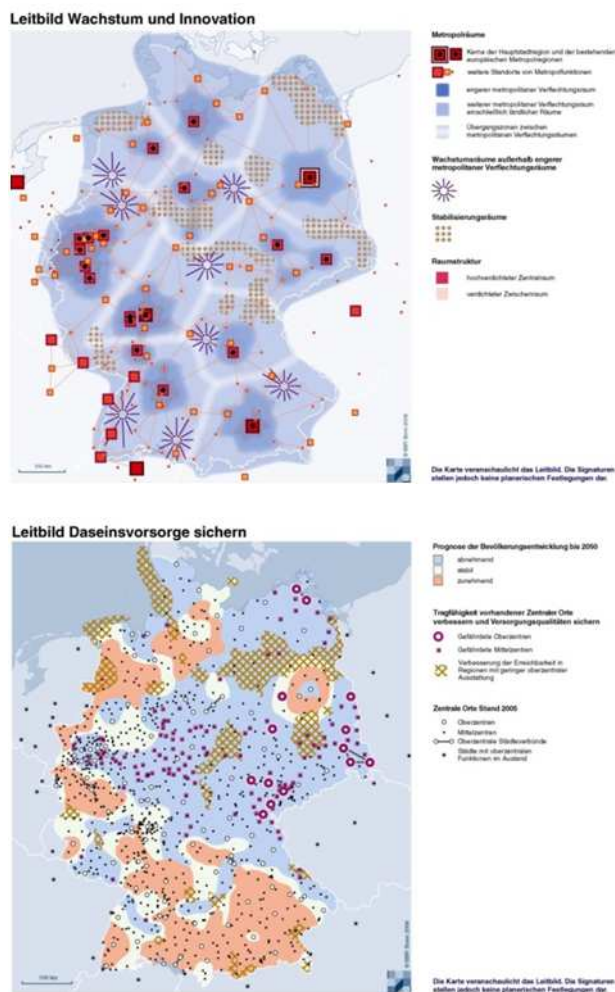 Leitbild Wachstum und Innovation
Metropolräume
Kerne der Hauptstadtregion und der bestehenden
europäischen Metropolregionen
weitere Standorte von Metropolfunktionen
engerer metropolitaner Verflechtungsraum
weiterer metropolitaner Verflechtungsraum
einschließlich ländlicher Räume
Übergangszonen zwischen
metropolitanen Verflechtungsräumen
Wachstumsräume außerhalb engerer
metropolitaner Verflechtungsräume
Stabilisierungsräume
Raumstruktur
hochverdichteter Zentralraum
verdichteter Zwischenraum
100 km
Die Karte veranschaulicht das Leitbild. Die Signaturen
stellen jedoch keine planerischen Festlegungen dar.
Leitbild Daseinsvorsorge sichern
Prognose der Bevölkerungsentwicklung bis 2050
abnehmend
stabil
zunehmend
Tragfähigkeit vorhandener Zentraler Orte
verbessern und Versorgungsqualitäten sichern
Gefährdete Oberzentren
Gefährdete Mittelzentren
Verbesserung der Erreichbarkeit in
Regionen mit geringer oberzentraler
Ausstattung
Zentrale Orte Stand 2005
Oberzentren
Mittelzentren
Oberzentrale Städteverbünde
Städte mit oberzentralen
Funktionen im Ausland
100 km
Die Karte veranschaulicht das Leitbild. Die Signaturen
stellen jedoch keine planerischen Festlegungen dar.